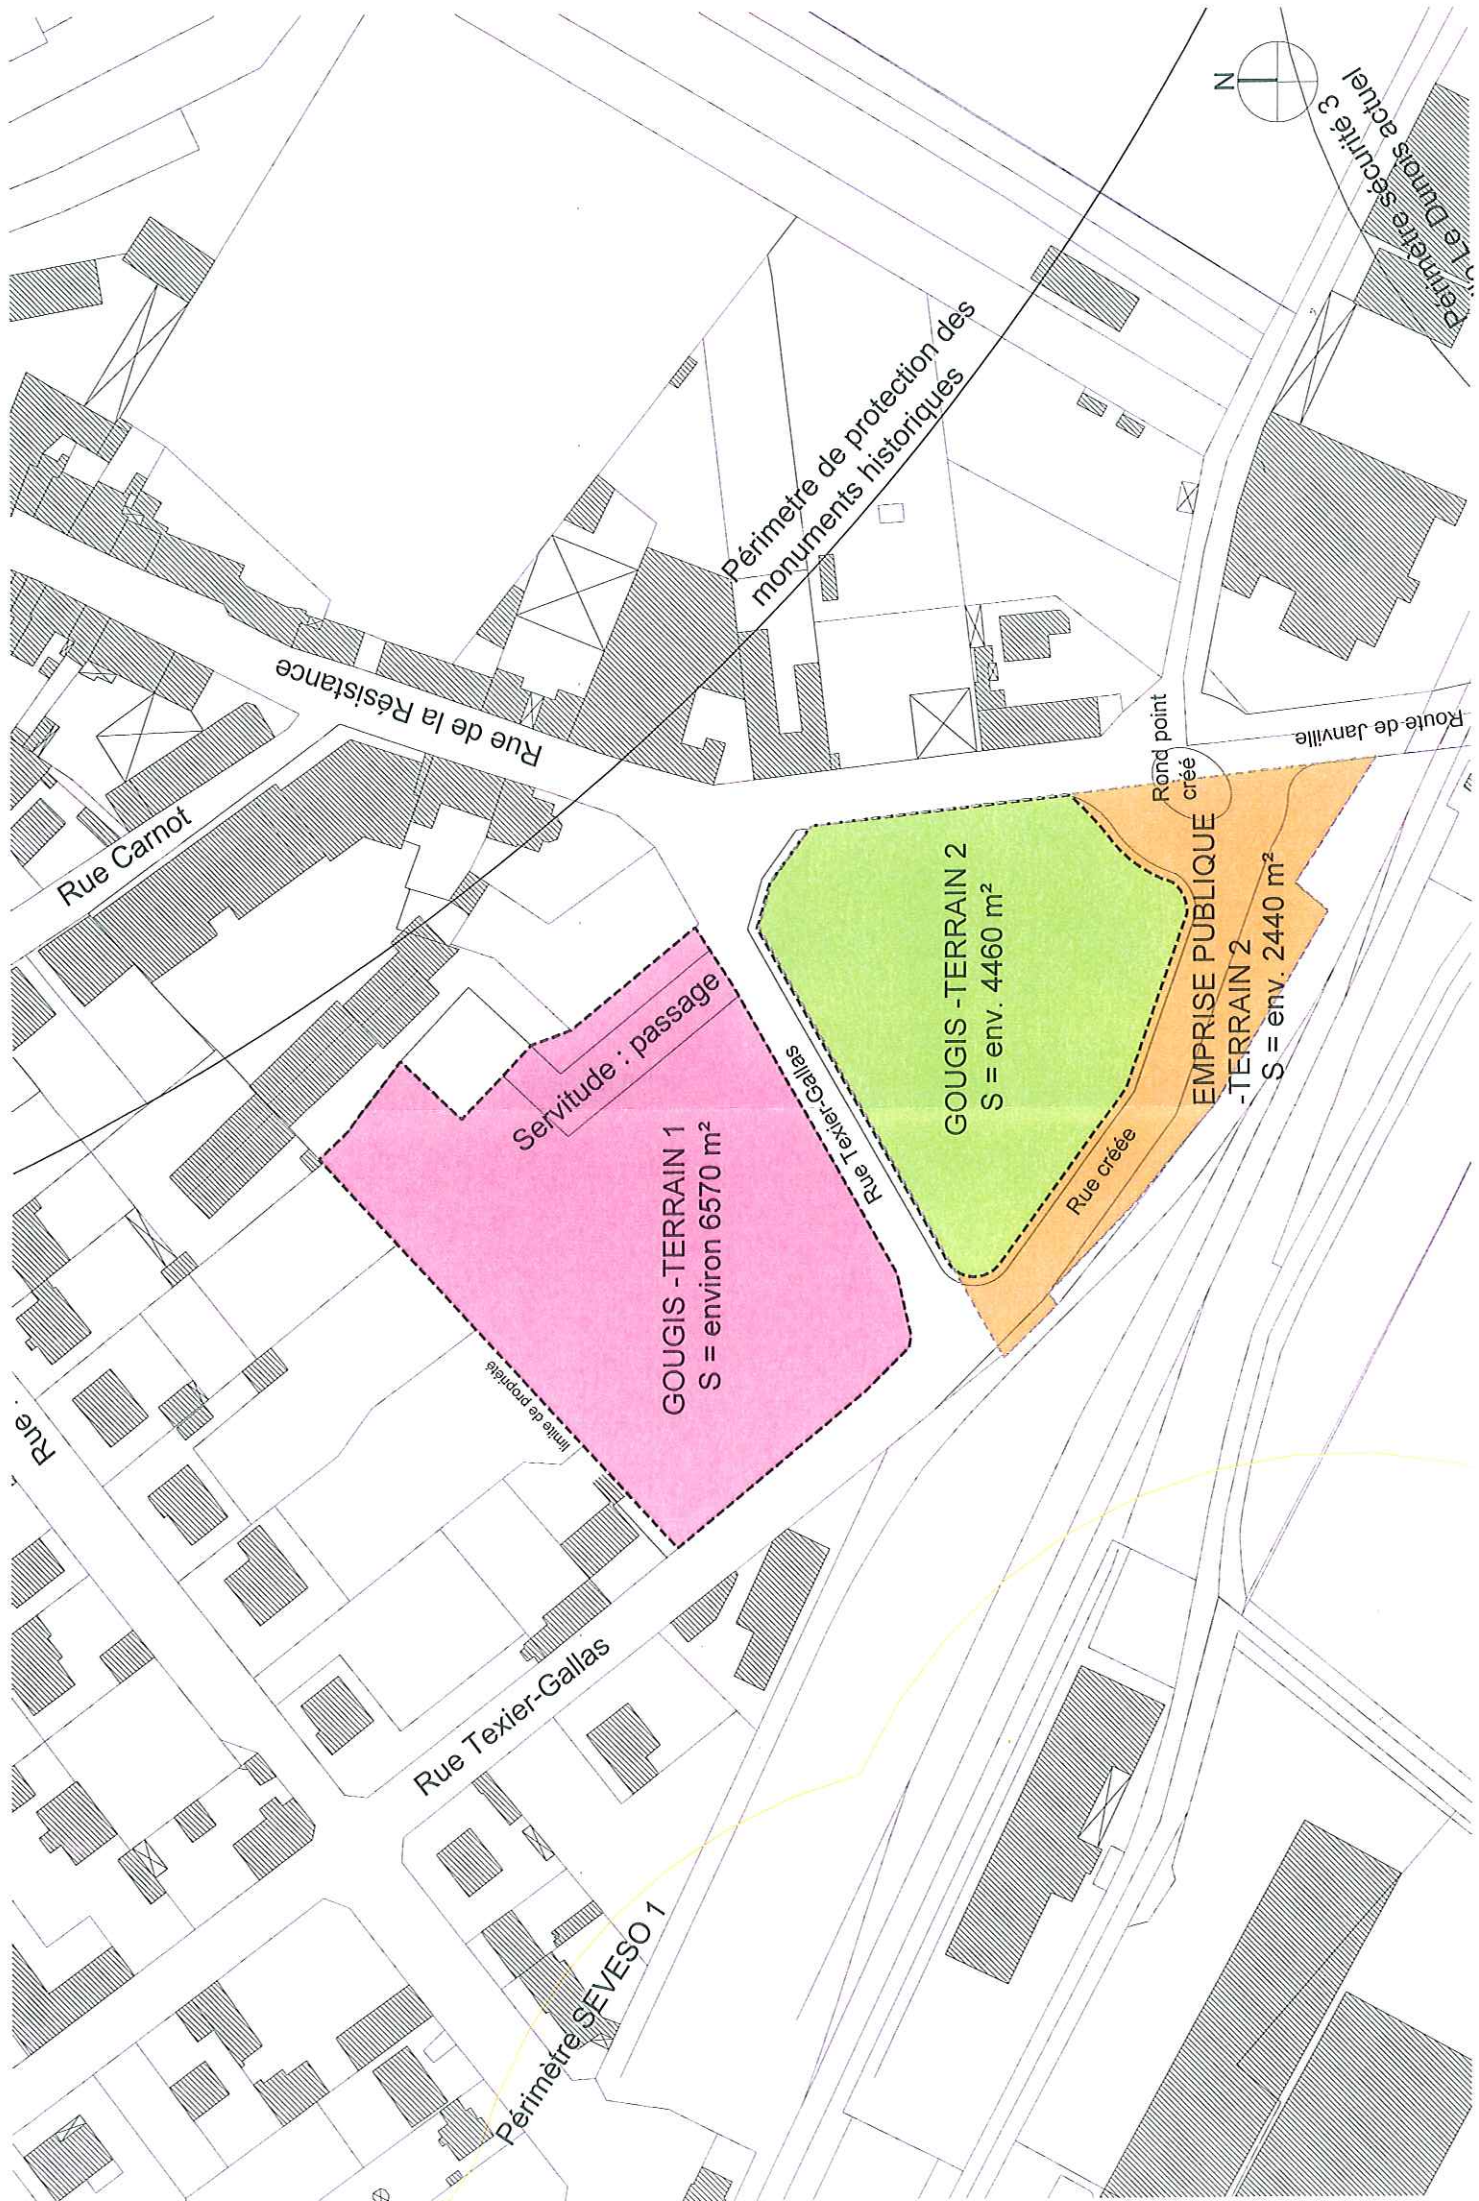 N
Périmètre sécurité 3
Le Dunois actuel
Périmetre de protection des
monuments historiques
Rue de la Résistance
Rue Carnot
Route de Janville
Rond point
créé
GOUGIS -TERRAIN 2
S = env. 4460 m²
EMPRISE PUBLIQUE
- TERRAIN 2
S = env. 2440 m²
Rue créée
Rue Texier-Gallas
Servitude : passage
GOUGIS -TERRAIN 1
S = environ 6570 m²
limite de propriété
Rue
Rue Texier-Gallas
Périmètre SEVESO 1